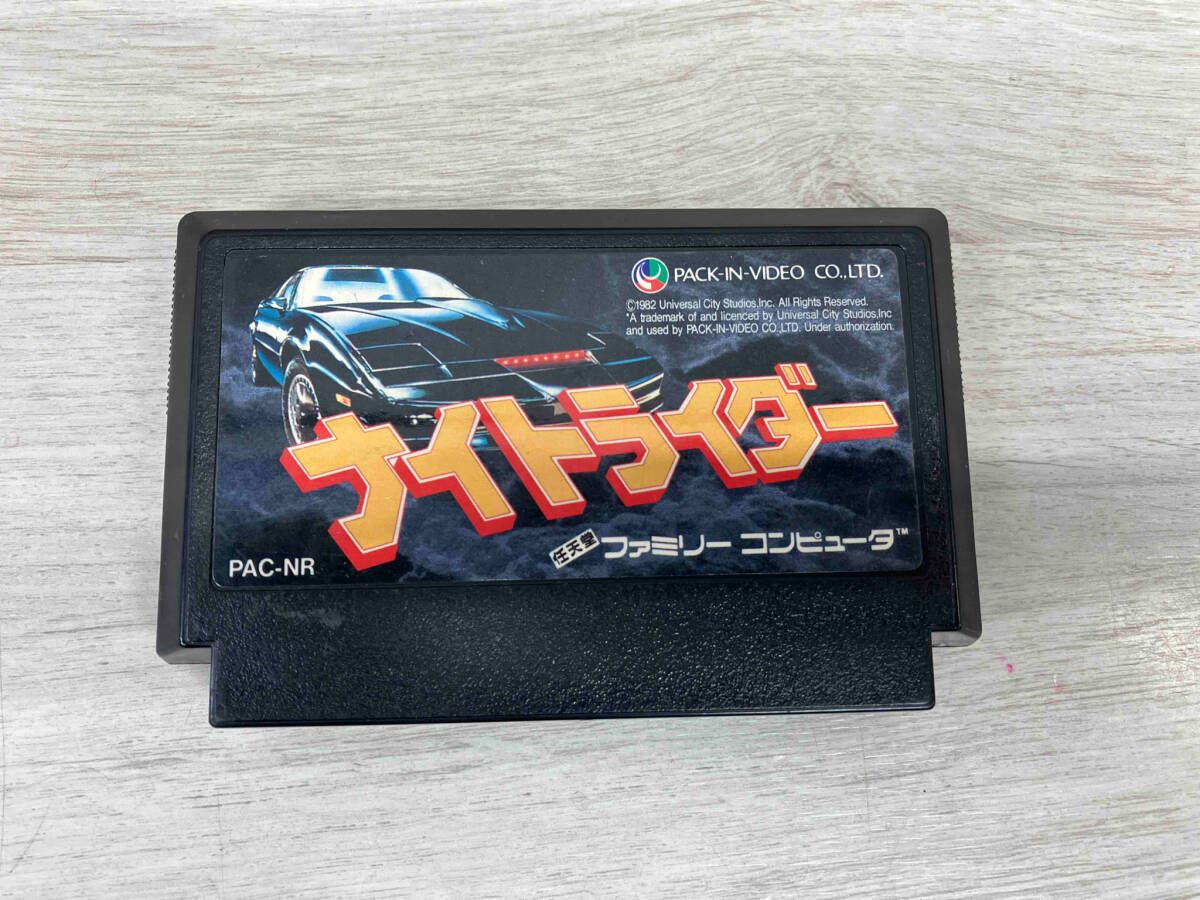 PACK-IN-VIDEO CO.,LTD.
©1982 Universal City Studios,Inc. All Rights Reserved.
*A trademark of and licenced by Universal City Studios,Inc
and used by PACK-IN-VIDEO CO.,LTD. Under authorization.
ナイトライダー
任天堂 ファミリー コンピュータ™
PAC-NR